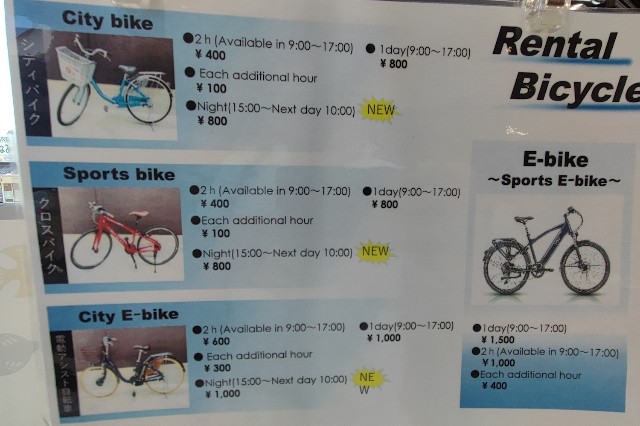 Rental
Bicycle
City bike
シティバイク
●2 h (Available in 9:00～17:00)
¥ 400
●Each additional hour
¥ 100
●Night(15:00～Next day 10:00)
¥ 800
NEW
●1day(9:00～17:00)
¥ 800
Sports bike
クロスバイク
●2 h (Available in 9:00～17:00)
¥ 400
●Each additional hour
¥ 100
●Night(15:00～Next day 10:00)
¥ 800
NEW
●1day(9:00～17:00)
¥ 800
City E-bike
電動アシスト自転車
●2 h (Available in 9:00～17:00)
¥ 600
●Each additional hour
¥ 300
●Night(15:00～Next day 10:00)
¥ 1,000
NE
W
●1day(9:00～17:00)
¥ 1,000
E-bike
～Sports E-bike～
●1day(9:00～17:00)
¥ 1,500
●2h (Available in 9:00～17:00)
¥1,000
●Each additional hour
¥ 400